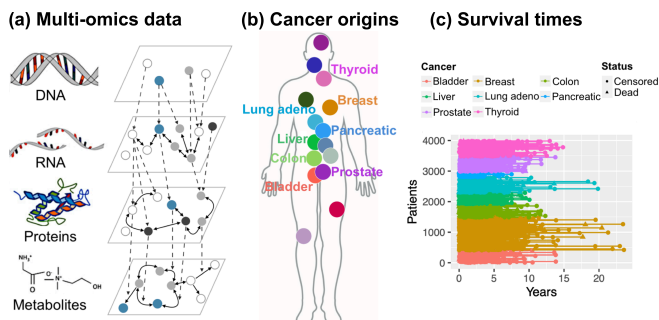 (a) Multi-omics data
DNA
RNA
Proteins
NH₃⁺
O⁻
N⁺
OH
O
Metabolites
(b) Cancer origins
Thyroid
Breast
Lung adeno
Pancreatic
Liver
Colon
Prostate
Bladder
(c) Survival times
Cancer
Status
Bladder Breast Colon
Censored
Liver Lung adeno Pancreatic
Dead
Prostate Thyroid
Patients
4000
3000
2000
1000
0
0 5 10 15 20
Years